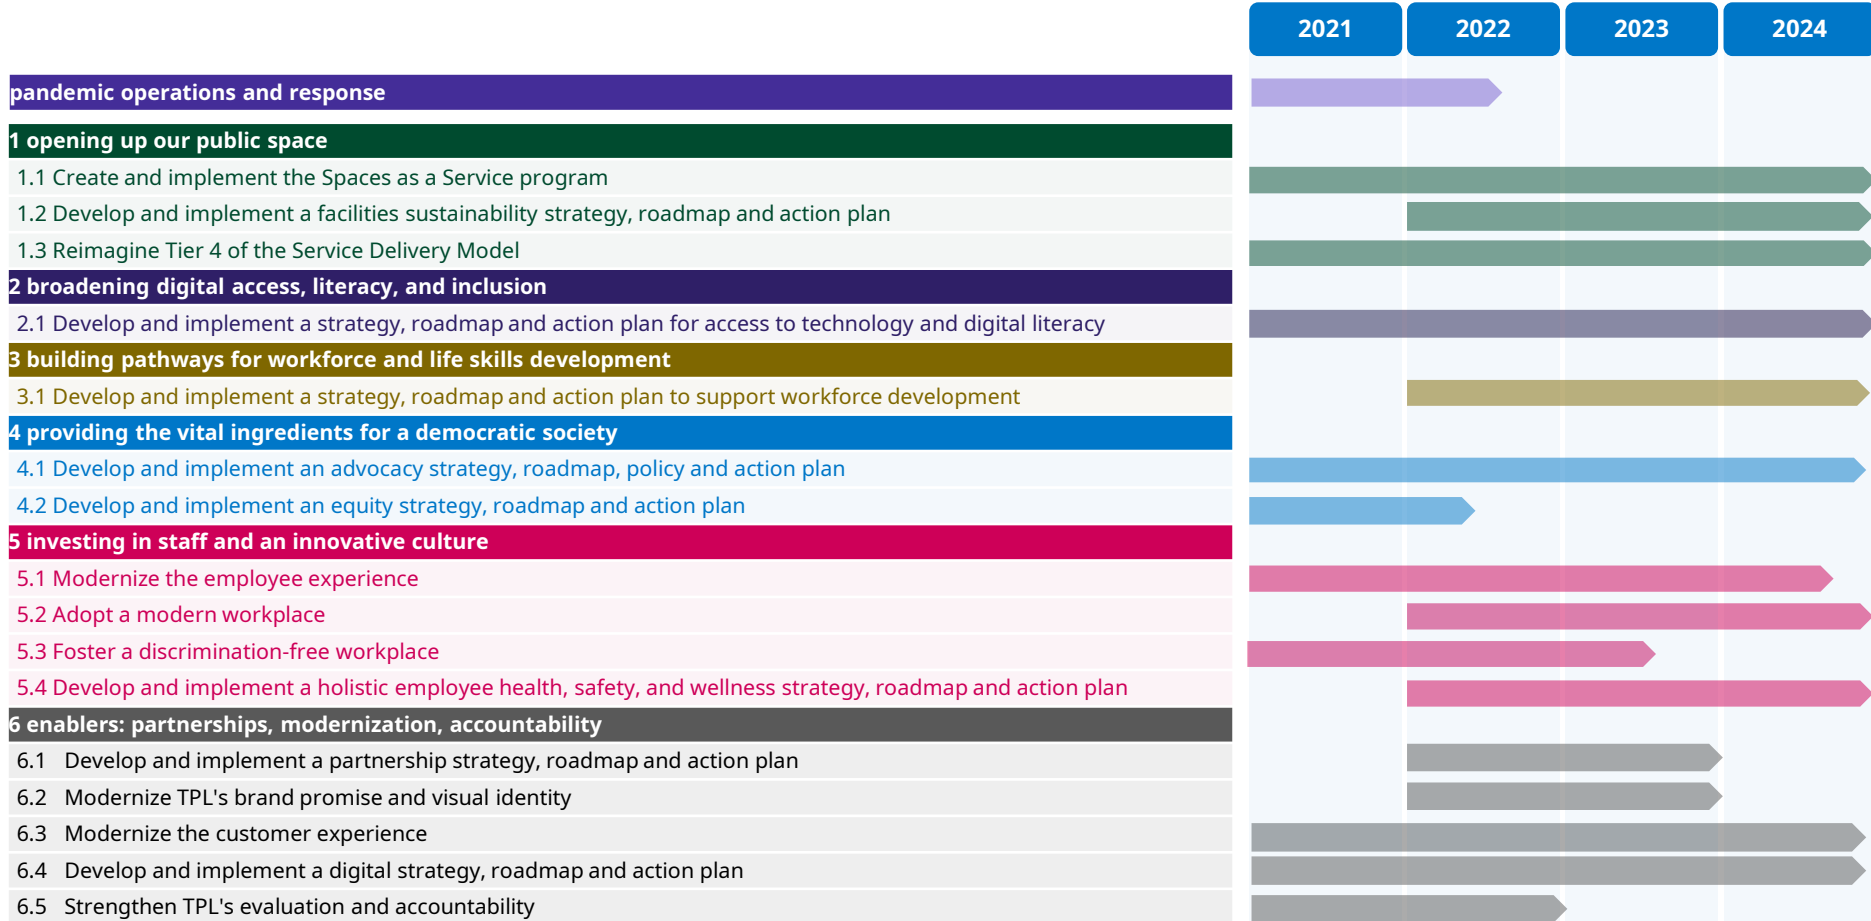 2021 2022 2023 2024
pandemic operations and response
1 opening up our public space
1.1 Create and implement the Spaces as a Service program
1.2 Develop and implement a facilities sustainability strategy, roadmap and action plan
1.3 Reimagine Tier 4 of the Service Delivery Model
2 broadening digital access, literacy, and inclusion
2.1 Develop and implement a strategy, roadmap and action plan for access to technology and digital literacy
3 building pathways for workforce and life skills development
3.1 Develop and implement a strategy, roadmap and action plan to support workforce development
4 providing the vital ingredients for a democratic society
4.1 Develop and implement an advocacy strategy, roadmap, policy and action plan
4.2 Develop and implement an equity strategy, roadmap and action plan
5 investing in staff and an innovative culture
5.1 Modernize the employee experience
5.2 Adopt a modern workplace
5.3 Foster a discrimination-free workplace
5.4 Develop and implement a holistic employee health, safety, and wellness strategy, roadmap and action plan
6 enablers: partnerships, modernization, accountability
6.1 Develop and implement a partnership strategy, roadmap and action plan
6.2 Modernize TPL's brand promise and visual identity
6.3 Modernize the customer experience
6.4 Develop and implement a digital strategy, roadmap and action plan
6.5 Strengthen TPL's evaluation and accountability